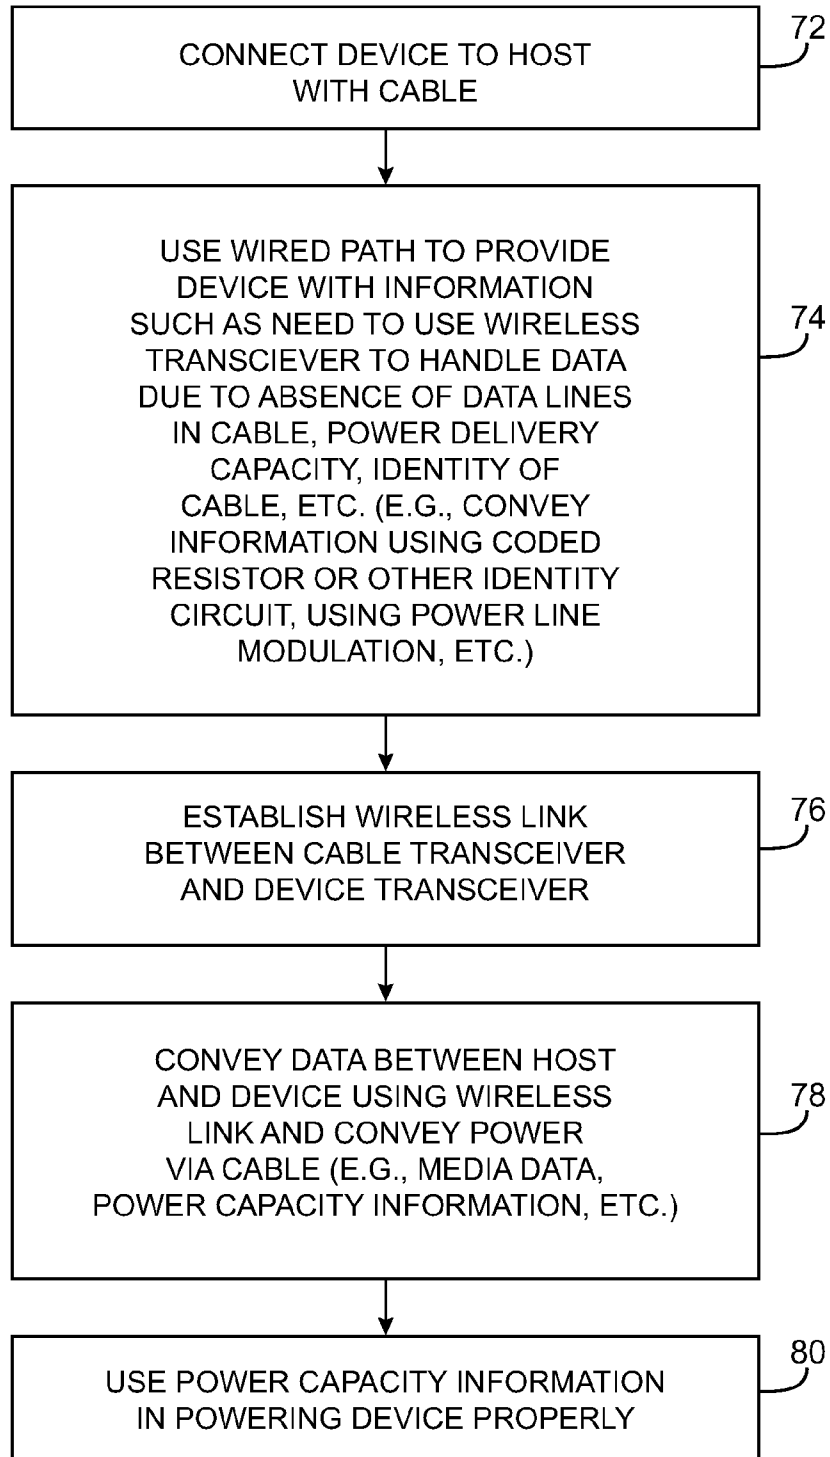 72
CONNECT DEVICE TO HOST
WITH CABLE
74
USE WIRED PATH TO PROVIDE
DEVICE WITH INFORMATION
SUCH AS NEED TO USE WIRELESS
TRANSCIEVER TO HANDLE DATA
DUE TO ABSENCE OF DATA LINES
IN CABLE, POWER DELIVERY
CAPACITY, IDENTITY OF
CABLE, ETC. (E.G., CONVEY
INFORMATION USING CODED
RESISTOR OR OTHER IDENTITY
CIRCUIT, USING POWER LINE
MODULATION, ETC.)
76
ESTABLISH WIRELESS LINK
BETWEEN CABLE TRANSCEIVER
AND DEVICE TRANSCEIVER
78
CONVEY DATA BETWEEN HOST
AND DEVICE USING WIRELESS
LINK AND CONVEY POWER
VIA CABLE (E.G., MEDIA DATA,
POWER CAPACITY INFORMATION, ETC.)
80
USE POWER CAPACITY INFORMATION
IN POWERING DEVICE PROPERLY